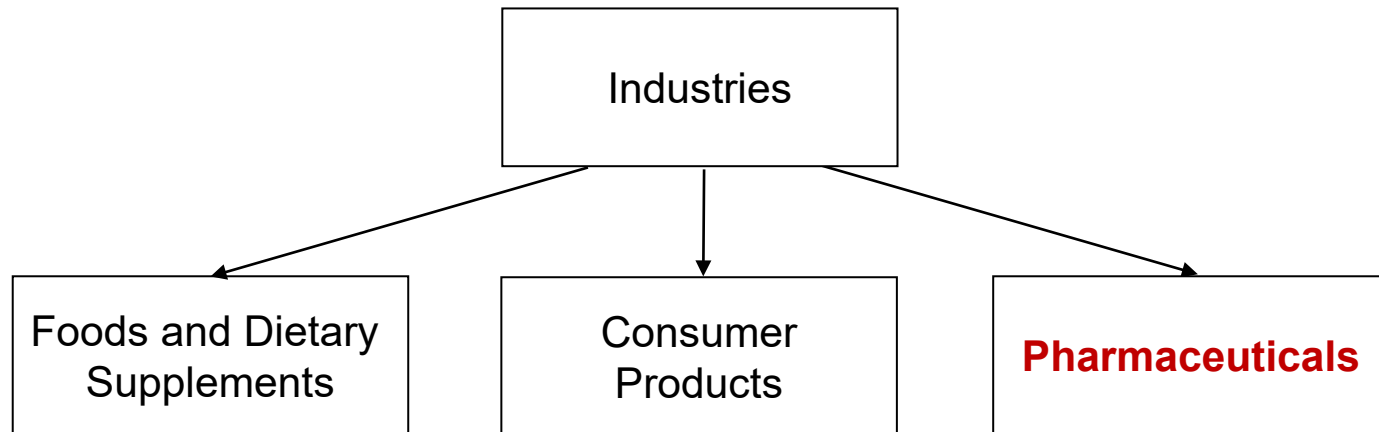 Industries
Foods and Dietary
Supplements
Consumer
Products
Pharmaceuticals